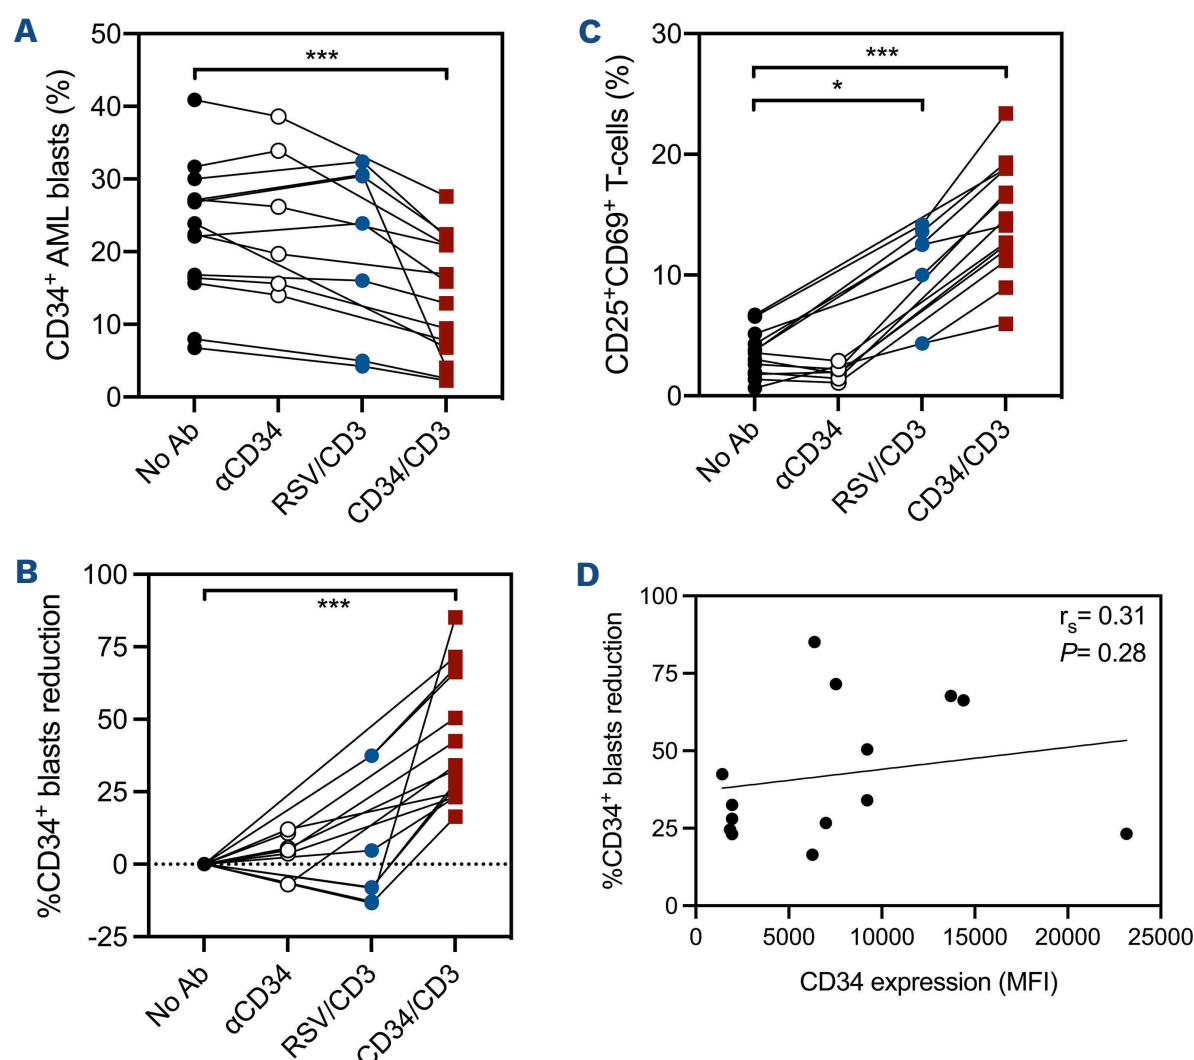 A
CD34⁺ AML blasts (%)
50
40
30
20
10
0
***
No Ab
αCD34
RSV/CD3
CD34/CD3
C
CD25⁺CD69⁺ T-cells (%)
30
20
10
0
***
*
No Ab
αCD34
RSV/CD3
CD34/CD3
B
%CD34⁺ blasts reduction
100
75
50
25
0
-25
***
No Ab
αCD34
RSV/CD3
CD34/CD3
D
%CD34⁺ blasts reduction
100
75
50
25
0
rₛ= 0.31
P= 0.28
0
5000
10000
15000
20000
25000
CD34 expression (MFI)